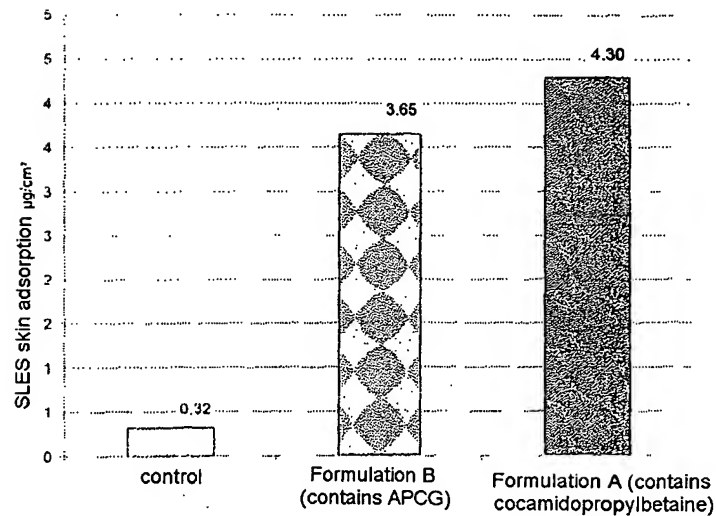 5
5
4
4
3
3
2
2
1
1
0
SLES skin adsorption µg/cm²
0,32
3.65
4.30
control
Formulation B
(contains APCG)
Formulation A (contains
cocamidopropylbetaine)